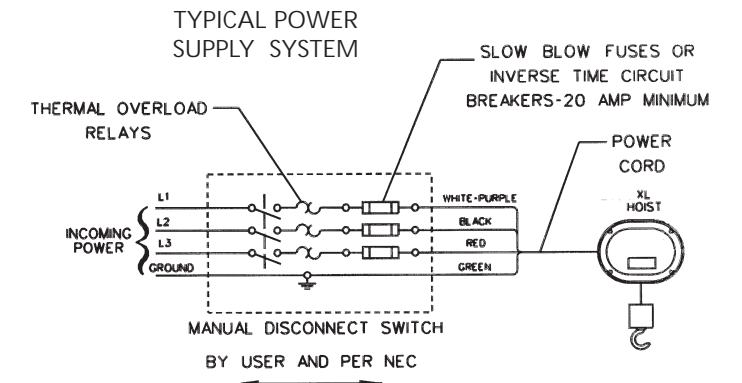 TYPICAL POWER
SUPPLY SYSTEM
SLOW BLOW FUSES OR
INVERSE TIME CIRCUIT
BREAKERS-20 AMP MINIMUM
THERMAL OVERLOAD
RELAYS
POWER
CORD
XL
HOIST
L1
WHITE-PURPLE
L2
BLACK
INCOMING
POWER
L3
RED
GROUND
GREEN
MANUAL DISCONNECT SWITCH
BY USER AND PER NEC